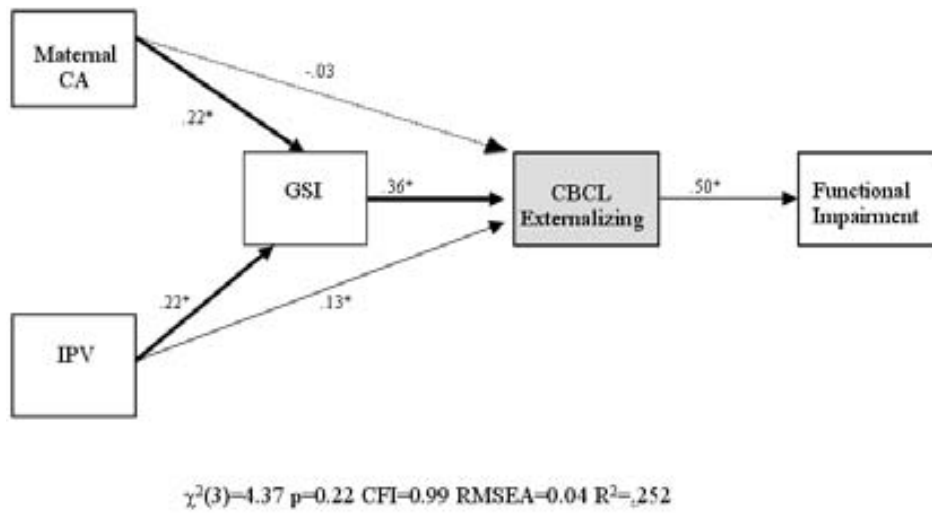 Maternal
CA
-.03
.22*
GSI
.36*
CBCL
Externalizing
.50*
Functional
Impairment
.22*
.13*
IPV
χ²(3)=4.37 p=0.22 CFI=0.99 RMSEA=0.04 R²=.252